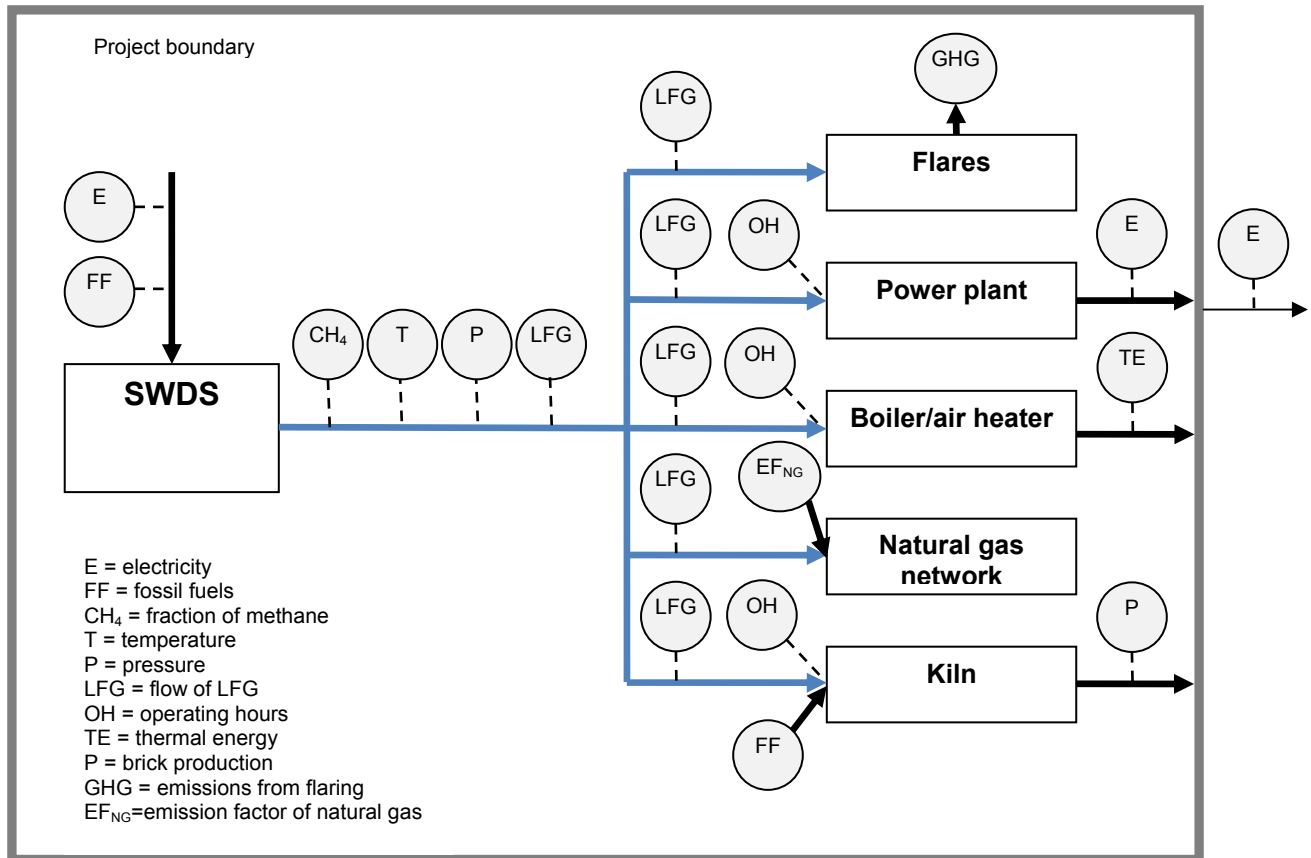 Project boundary
GHG
LFG
Flares
E
FF
LFG
OH
Power plant
E
E
CH₄
T
P
LFG
SWDS
LFG
OH
Boiler/air heater
TE
LFG
EF_NG
Natural gas
network
LFG
OH
Kiln
P
FF
E = electricity
FF = fossil fuels
CH₄ = fraction of methane
T = temperature
P = pressure
LFG = flow of LFG
OH = operating hours
TE = thermal energy
P = brick production
GHG = emissions from flaring
EF_NG=emission factor of natural gas